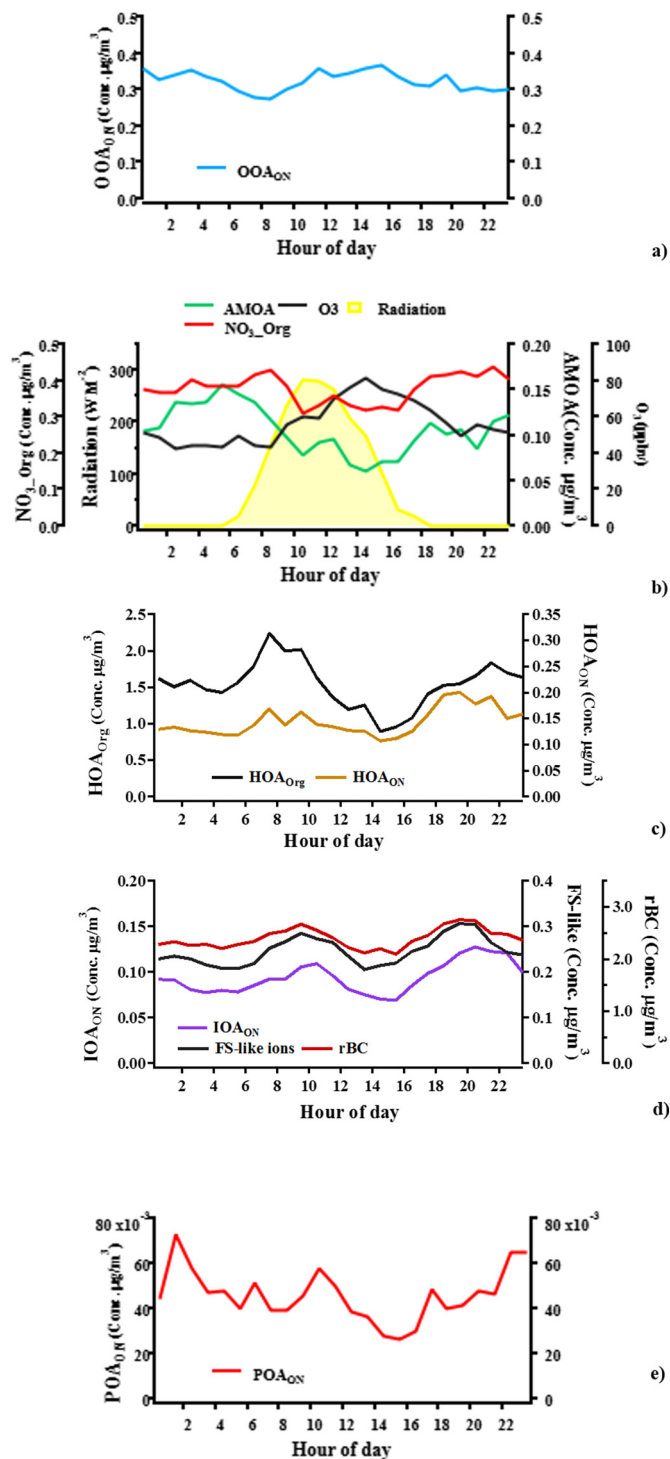 OOA_ON (Conc. µg/m³)
0.5 0.4 0.3 0.2 0.1 0.0
OOA_ON
0.5 0.4 0.3 0.2 0.1 0.0
2 4 6 8 10 12 14 16 18 20 22
Hour of day
a)
AMOA O3 Radiation
NO₃_Org
NO₃_Org (Conc. µg/m³)
0.5 0.4 0.3 0.2 0.1 0.0
Radiation (WM⁻²)
300 200 100 0
0.20 0.15 0.10 0.05 0.00
AMOA(Conc. µg/m³)
100 80 60 40 20 0
O₃ (ppbv)
2 4 6 8 10 12 14 16 18 20 22
Hour of day
b)
HOA_Org (Conc. µg/m³)
2.5 2.0 1.5 1.0 0.5 0.0
HOA_Org HOA_ON
0.35 0.30 0.25 0.20 0.15 0.10 0.05 0.00
HOA_ON (Conc. µg/m³)
2 4 6 8 10 12 14 16 18 20 22
Hour of day
c)
IOA_ON (Conc. µg/m³)
0.20 0.15 0.10 0.05 0.00
IOA_ON
FS-like ions rBC
0.4 0.3 0.2 0.1 0.0
FS-like (Conc. µg/m³)
3.0 2.0 1.0 0.0
rBC (Conc. µg/m³)
2 4 6 8 10 12 14 16 18 20 22
Hour of day
d)
POA_ON (Conc. µg/m³)
80 x10⁻³
60 40 20 0
POA_ON
80 x10⁻³
60 40 20 0
2 4 6 8 10 12 14 16 18 20 22
Hour of day
e)